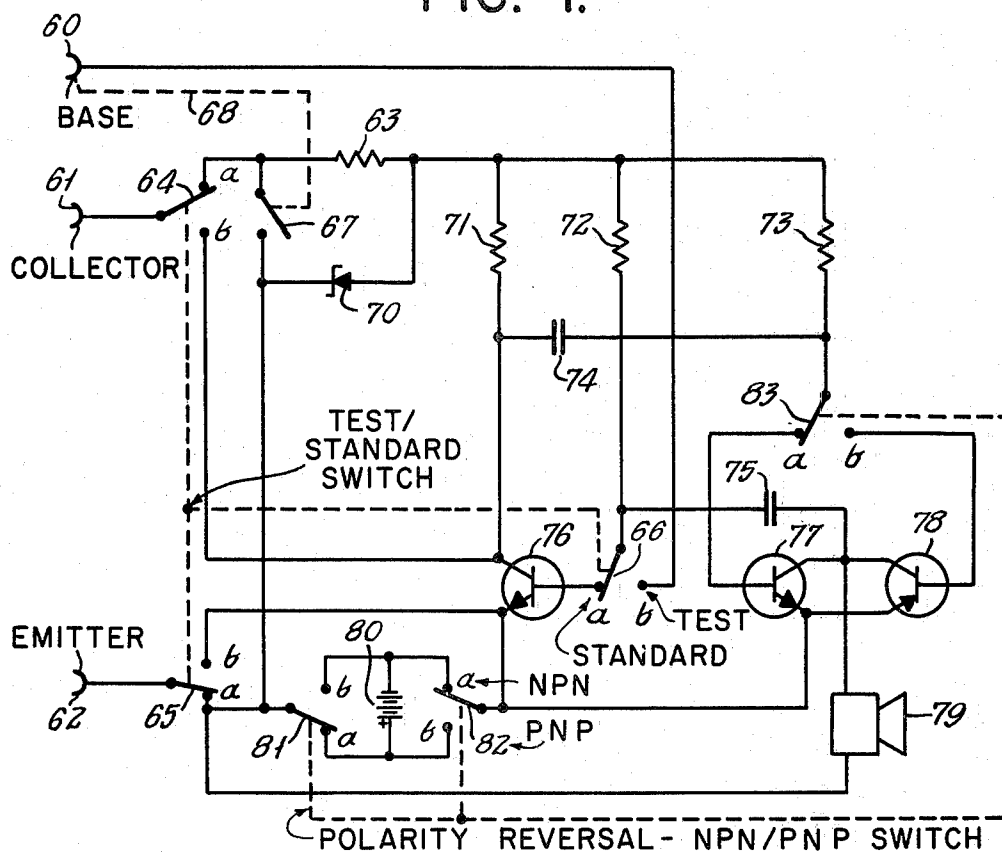 FIG. 4.
60
BASE
68
63
61
64
a
b
67
71
72
73
COLLECTOR
70
74
83
a
b
TEST/
STANDARD
SWITCH
75
76
66
77
78
a
b
TEST
STANDARD
EMITTER
62
65
b
a
80
b
a
NPN
81
a
b
82
PNP
79
POLARITY REVERSAL - NPN/PNP SWITCH